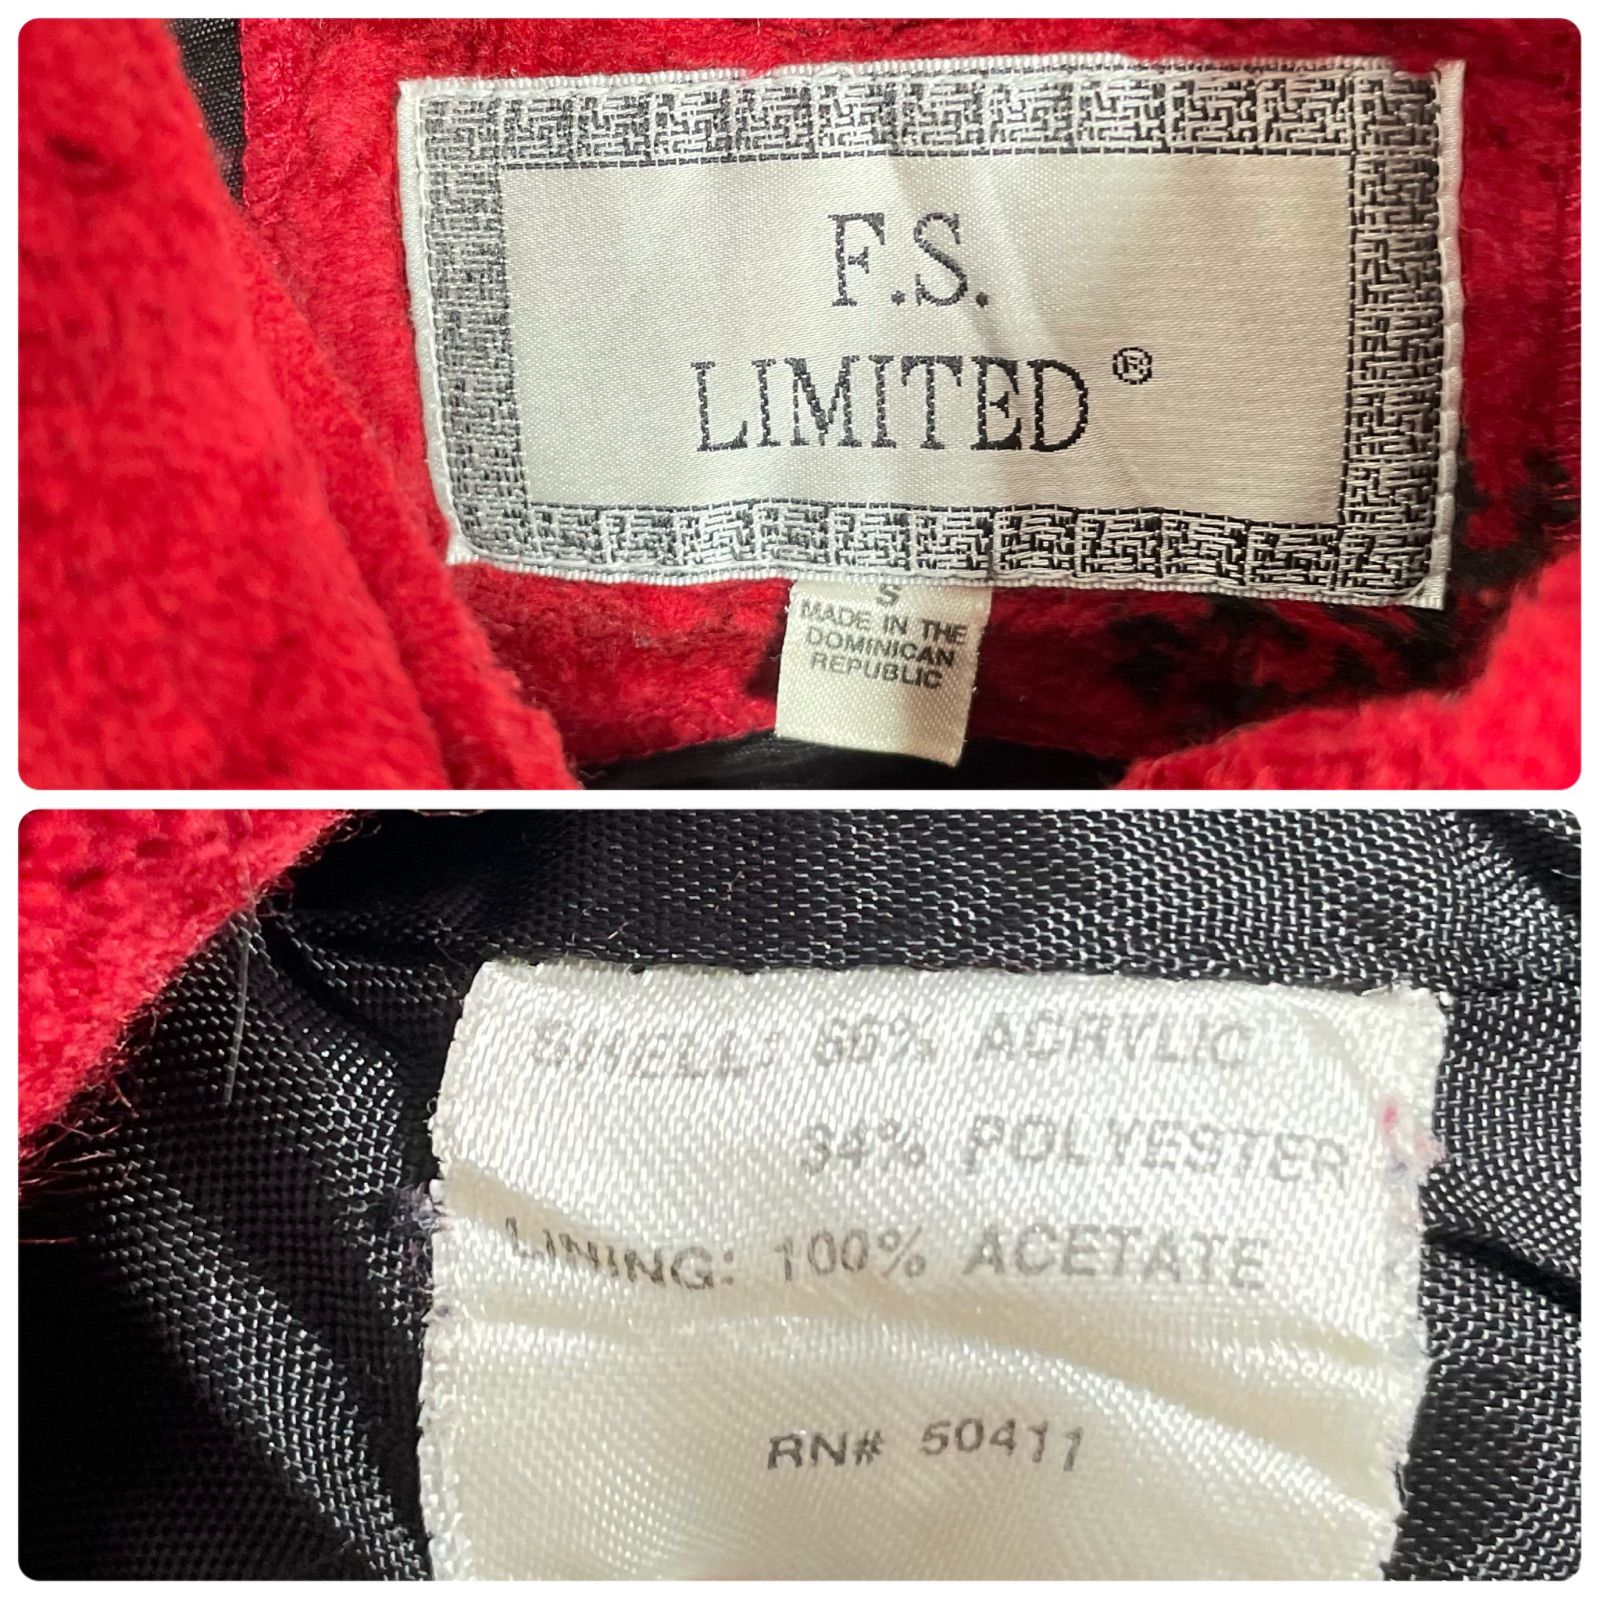 F.S.
LIMITED®
S
MADE IN THE
DOMINICAN
REPUBLIC
SHELL: 66% ACRYLIC
34% POLYESTER
LINING: 100% ACETATE
RN# 50411